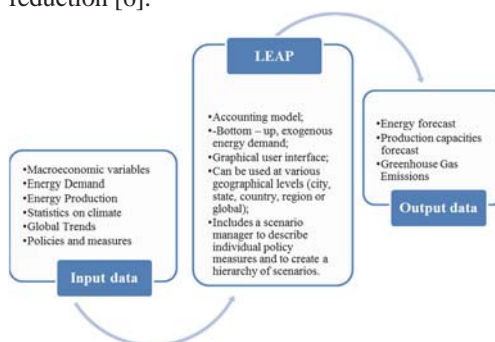 reduction [6].
LEAP
•Accounting model;
•-Bottom – up, exogenous
energy demand;
•Graphical user interface;
•Can be used at various
geographical levels (city,
state, country, region or
global);
•Includes a scenario
manager to describe
individual policy
measures and to create a
hierarchy of scenarios.
•Macroeconomic variables
•Energy Demand
•Energy Production
•Statistics on climate
•Global Trends
•Policies and measures
Input data
•Energy forecast
•Production capacities
forecast
•Greenhouse Gas
Emissions
Output data